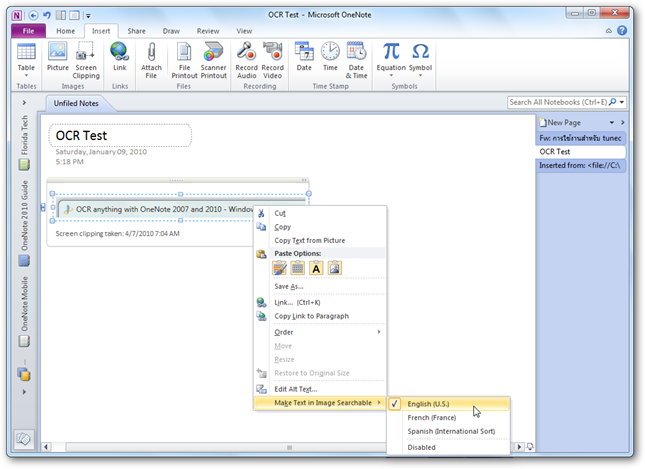 OCR Test - Microsoft OneNote
File Home Insert Share Draw Review View
Table
Picture
Screen Clipping
Link
Attach File
File Printout
Scanner Printout
Record Audio
Record Video
Date
Time
Date & Time
Equation
Symbol
Tables Images Links Files Recording Time Stamp Symbols
Unfiled Notes
Search All Notebooks (Ctrl+E)
New Page
Fw: การใช้งานสำหรับ tunec
OCR Test
Inserted from: <file://C:\
Florida Tech
OneNote 2010 Guide
OneNote Mobile
OCR Test
Saturday, January 09, 2010
5:18 PM
OCR anything with OneNote 2007 and 2010 - Window
Screen clipping taken: 4/7/2010 7:04 AM
Cut
Copy
Copy Text from Picture
Paste Options:
Save As...
Link... (Ctrl+K)
Copy Link to Paragraph
Order
Move
Resize
Restore to Original Size
Edit Alt Text...
Make Text in Image Searchable
English (U.S.)
French (France)
Spanish (International Sort)
Disabled